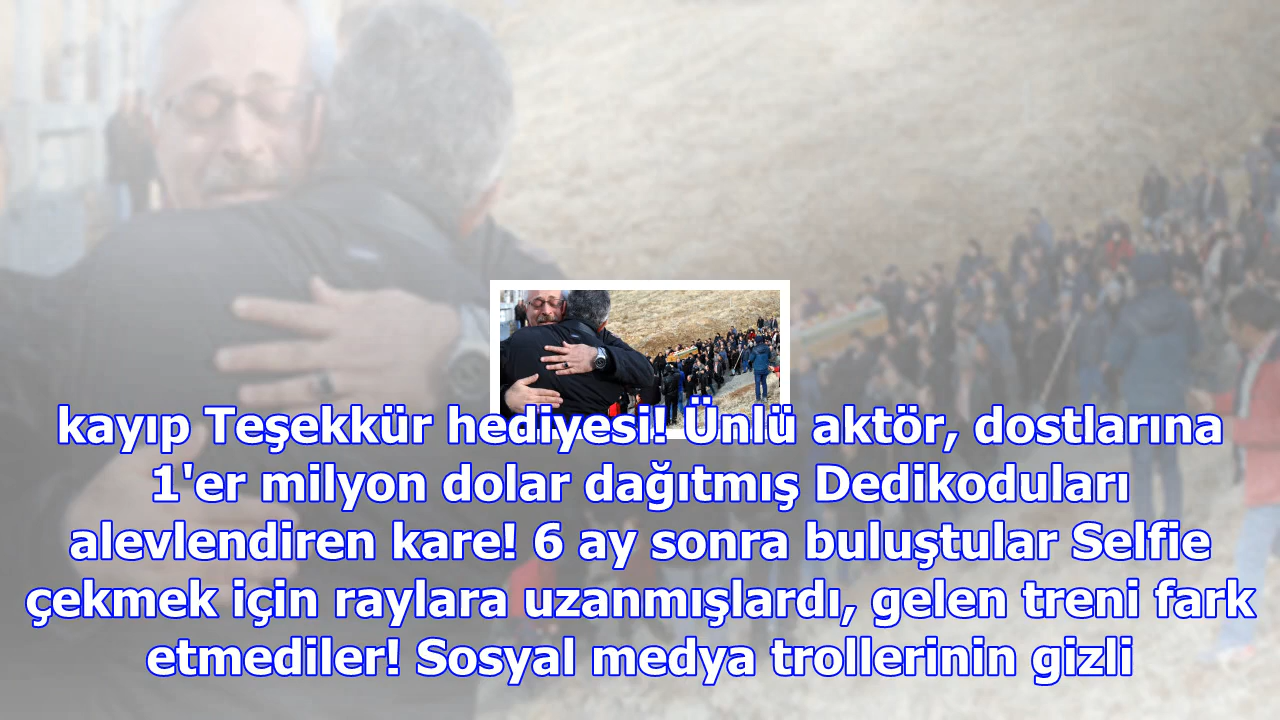 kayıp Teşekkür hediyesi! Ünlü aktör, dostlarına
1'er milyon dolar dağıtmış Dedikoduları
alevlendiren kare! 6 ay sonra buluştular Selfie
çekmek için raylara uzanmışlardı, gelen treni fark
etmediler! Sosyal medya trollerinin gizli